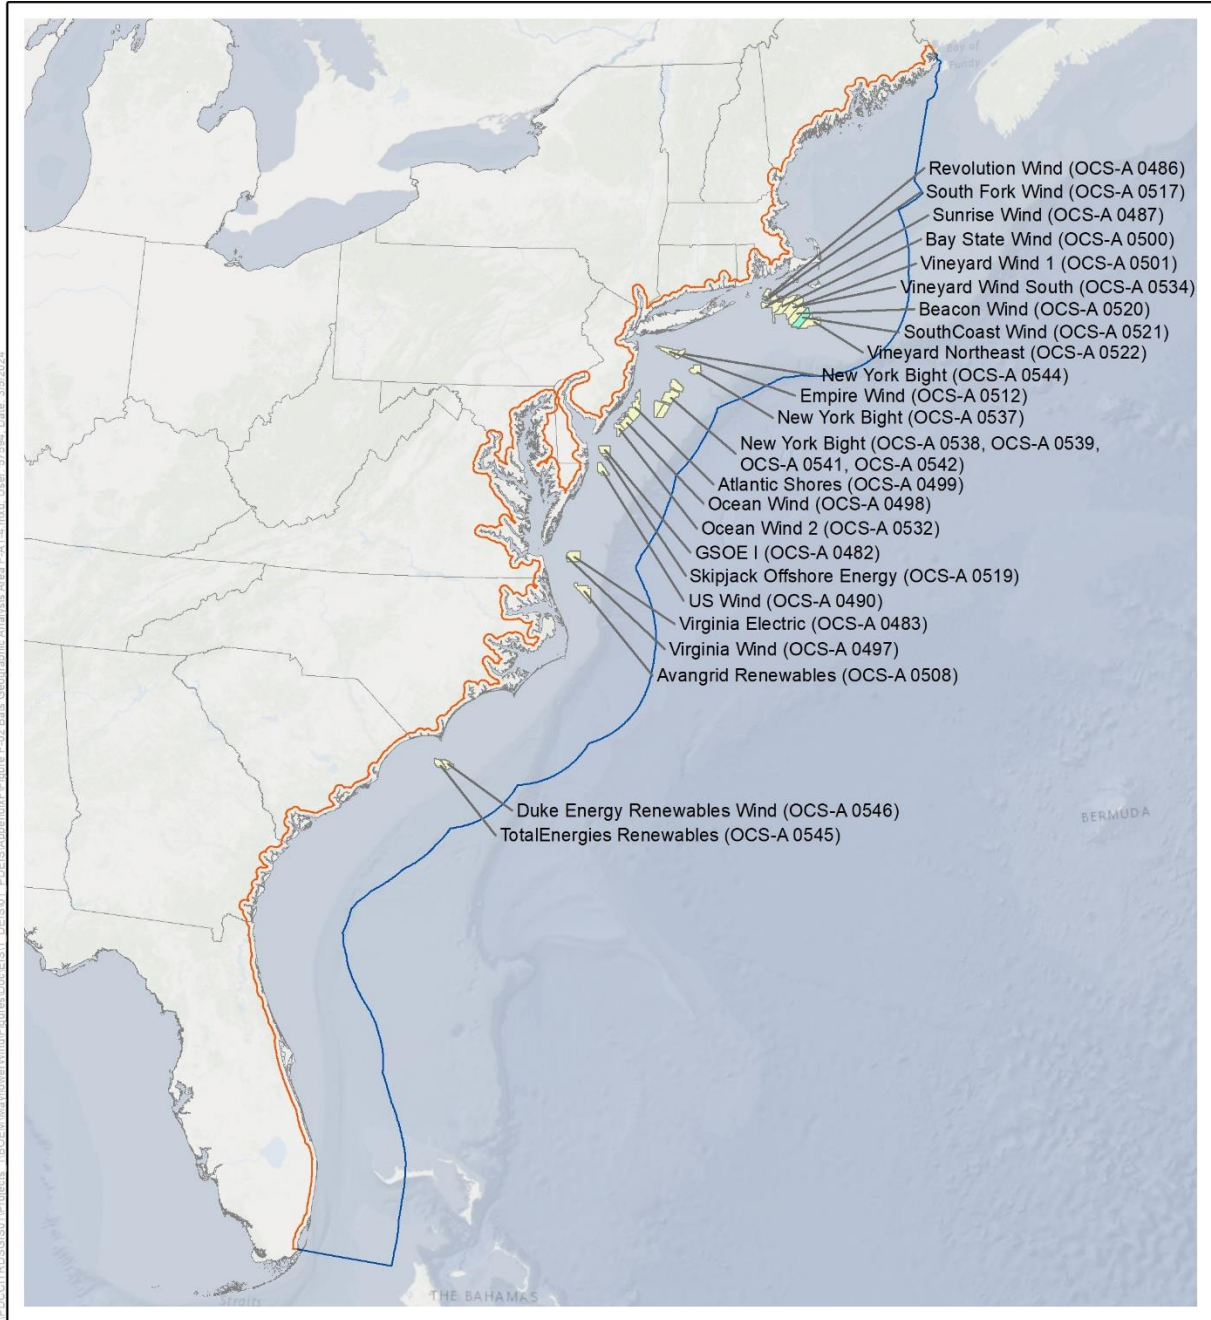 Bay of
Fundy
Revolution Wind (OCS-A 0486)
South Fork Wind (OCS-A 0517)
Sunrise Wind (OCS-A 0487)
Bay State Wind (OCS-A 0500)
Vineyard Wind 1 (OCS-A 0501)
Vineyard Wind South (OCS-A 0534)
Beacon Wind (OCS-A 0520)
SouthCoast Wind (OCS-A 0521)
Vineyard Northeast (OCS-A 0522)
New York Bight (OCS-A 0544)
Empire Wind (OCS-A 0512)
New York Bight (OCS-A 0537)
New York Bight (OCS-A 0538, OCS-A 0539,
OCS-A 0541, OCS-A 0542)
Atlantic Shores (OCS-A 0499)
Ocean Wind (OCS-A 0498)
Ocean Wind 2 (OCS-A 0532)
GSOE I (OCS-A 0482)
Skipjack Offshore Energy (OCS-A 0519)
US Wind (OCS-A 0490)
Virginia Electric (OCS-A 0483)
Virginia Wind (OCS-A 0497)
Avangrid Renewables (OCS-A 0508)
Duke Energy Renewables Wind (OCS-A 0546)
TotalEnergies Renewables (OCS-A 0545)
BERMUDA
THE BAHAMAS
Straits